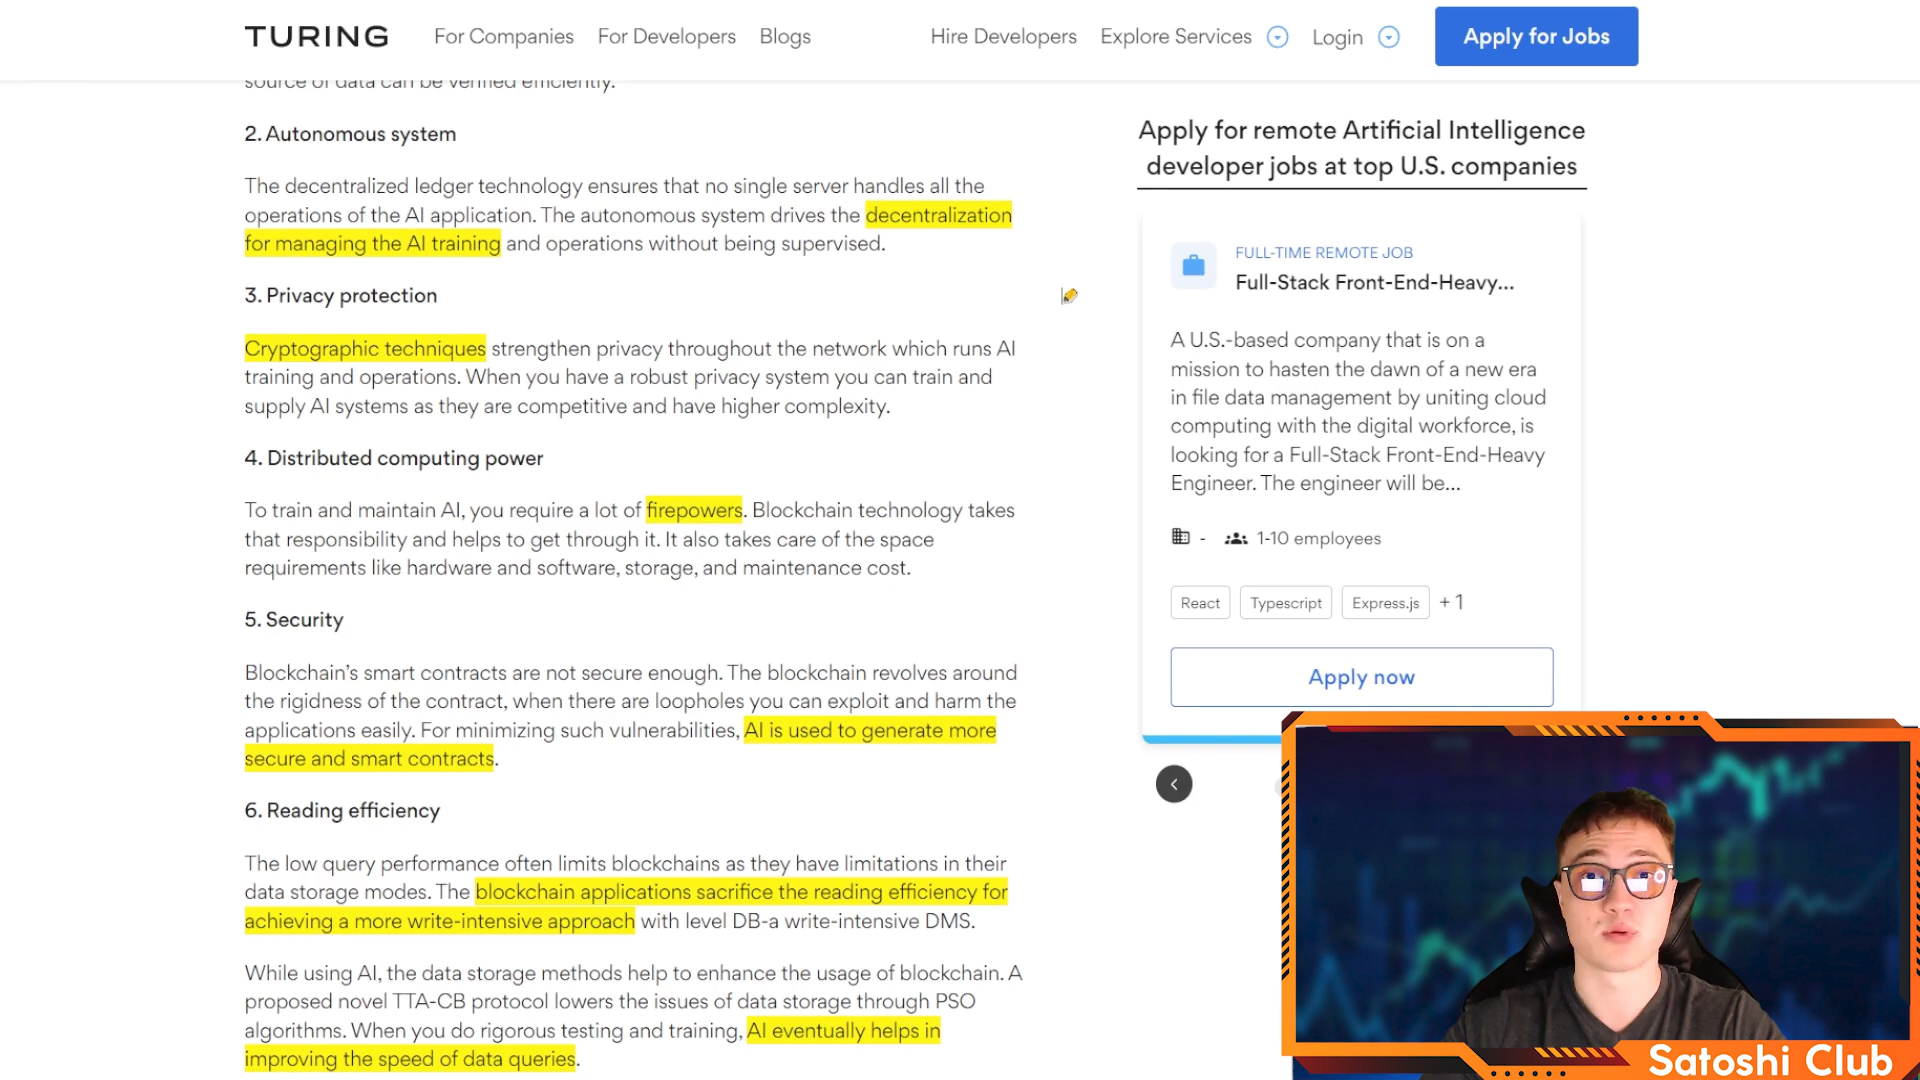 TURING
For Companies For Developers Blogs Hire Developers Explore Services Login Apply for Jobs
source of data can be verified efficiently.
2. Autonomous system
The decentralized ledger technology ensures that no single server handles all the
operations of the AI application. The autonomous system drives the decentralization
for managing the AI training and operations without being supervised.
3. Privacy protection
Cryptographic techniques strengthen privacy throughout the network which runs AI
training and operations. When you have a robust privacy system you can train and
supply AI systems as they are competitive and have higher complexity.
4. Distributed computing power
To train and maintain AI, you require a lot of firepowers. Blockchain technology takes
that responsibility and helps to get through it. It also takes care of the space
requirements like hardware and software, storage, and maintenance cost.
5. Security
Blockchain's smart contracts are not secure enough. The blockchain revolves around
the rigidness of the contract, when there are loopholes you can exploit and harm the
applications easily. For minimizing such vulnerabilities, AI is used to generate more
secure and smart contracts.
6. Reading efficiency
The low query performance often limits blockchains as they have limitations in their
data storage modes. The blockchain applications sacrifice the reading efficiency for
achieving a more write-intensive approach with level DB-a write-intensive DMS.
While using AI, the data storage methods help to enhance the usage of blockchain. A
proposed novel TTA-CB protocol lowers the issues of data storage through PSO
algorithms. When you do rigorous testing and training, AI eventually helps in
improving the speed of data queries.
Apply for remote Artificial Intelligence
developer jobs at top U.S. companies
FULL-TIME REMOTE JOB
Full-Stack Front-End-Heavy...
A U.S.-based company that is on a
mission to hasten the dawn of a new era
in file data management by uniting cloud
computing with the digital workforce, is
looking for a Full-Stack Front-End-Heavy
Engineer. The engineer will be...
- 1-10 employees
React Typescript Express.js + 1
Apply now
Satoshi Club